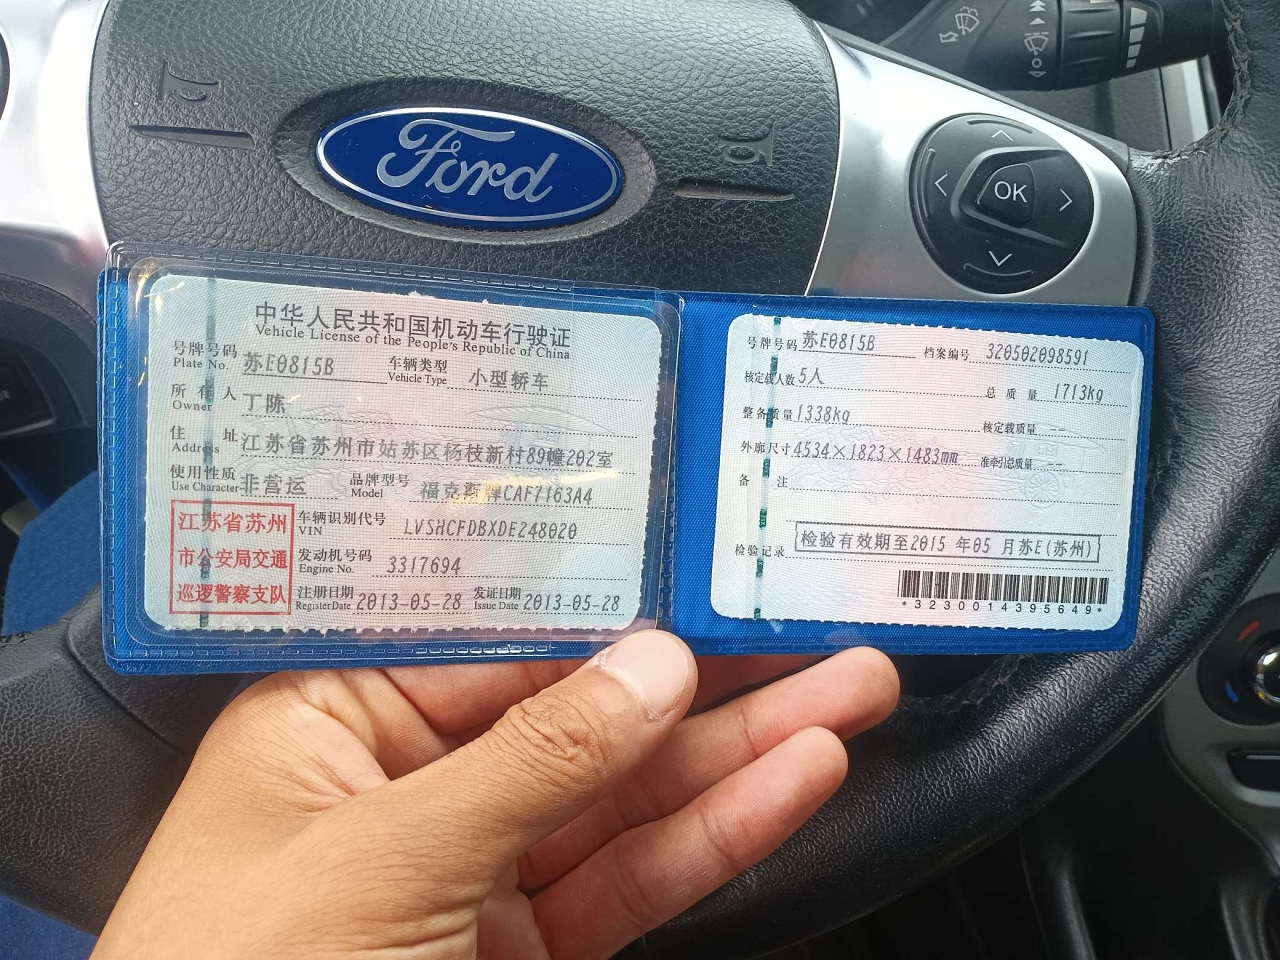 Ford
OK
中华人民共和国机动车行驶证
Vehicle License of the People's Republic of China
号牌号码 苏E0815B 车辆类型 小型轿车
Plate No. Vehicle Type
所有人 丁陈
Owner
住址 江苏省苏州市姑苏区杨枝新村89幢202室
Address
使用性质 非营运 品牌型号 福克斯牌CAF7163A4
Use Character Model
江苏省苏州
市公安局交通
巡逻警察支队
车辆识别代号 LVSHCFDBXDE248020
VIN
发动机号码 3317694
Engine No.
注册日期 2013-05-28 发证日期 2013-05-28
Register Date Issue Date
号牌号码 苏E0815B 档案编号 320502098591
核定载人数 5人 总质量 1713kg
整备质量 1338kg 核定载质量 --
外廓尺寸 4534×1823×1483mm 准牵引总质量 --
备注
检验记录 检验有效期至2015 年05 月苏E(苏州)
*3230014395649*